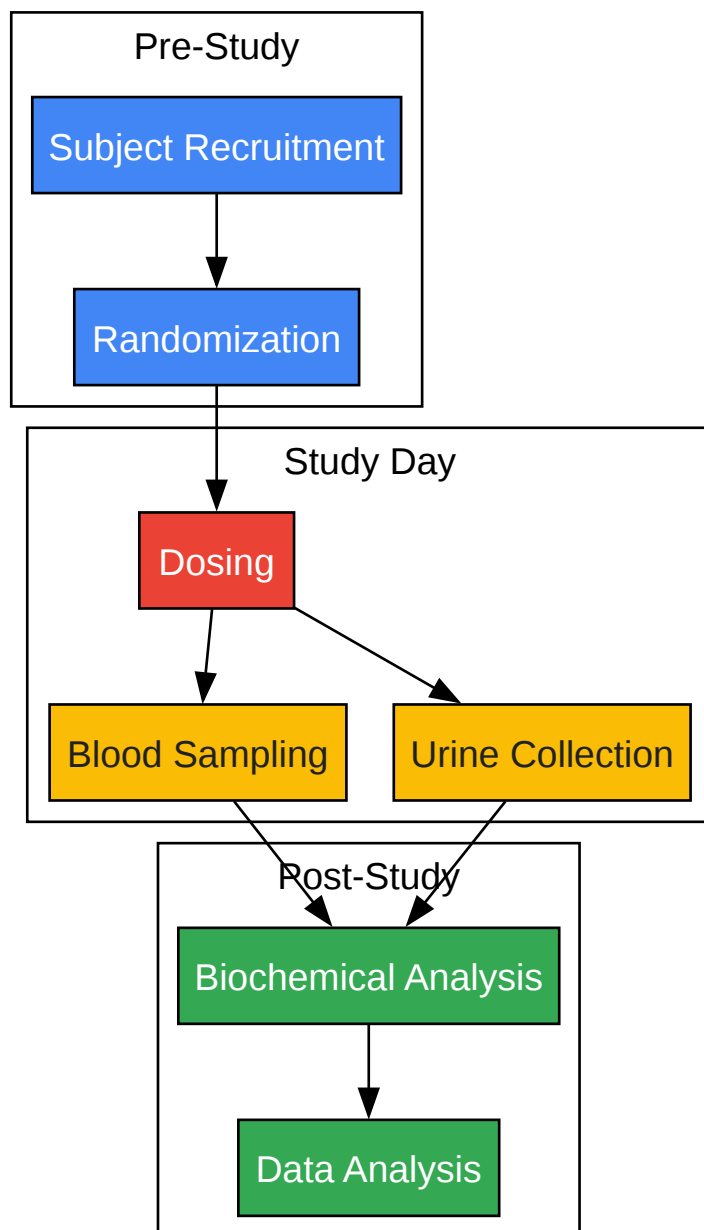 Pre-Study
Subject Recruitment
Randomization
Study Day
Dosing
Blood Sampling
Urine Collection
Post-Study
Biochemical Analysis
Data Analysis